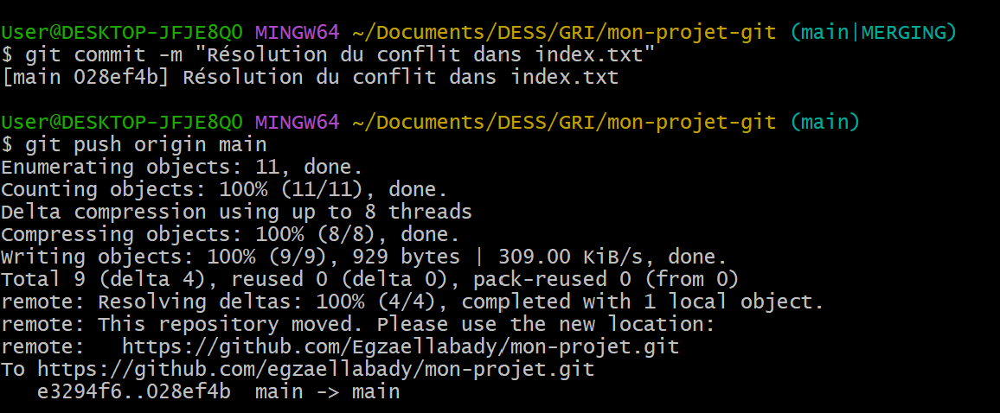 User@DESKTOP-JFJE8Q0 MINGW64 ~/Documents/DESS/GRI/mon-projet-git (main|MERGING)
$ git commit -m "Résolution du conflit dans index.txt"
[main 028ef4b] Résolution du conflit dans index.txt
User@DESKTOP-JFJE8Q0 MINGW64 ~/Documents/DESS/GRI/mon-projet-git (main)
$ git push origin main
Enumerating objects: 11, done.
Counting objects: 100% (11/11), done.
Delta compression using up to 8 threads
Compressing objects: 100% (8/8), done.
Writing objects: 100% (9/9), 929 bytes | 309.00 KiB/s, done.
Total 9 (delta 4), reused 0 (delta 0), pack-reused 0 (from 0)
remote: Resolving deltas: 100% (4/4), completed with 1 local object.
remote: This repository moved. Please use the new location:
remote:   https://github.com/Egzaellabady/mon-projet.git
To https://github.com/egzaellabady/mon-projet.git
   e3294f6..028ef4b  main -> main